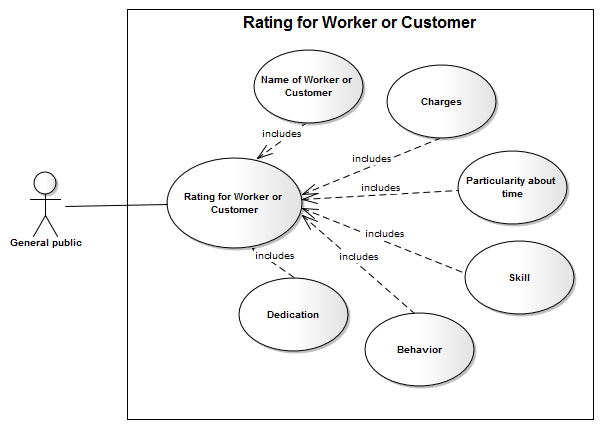 Rating for Worker or Customer
Name of Worker or
Customer
Charges
includes
includes
Particularity about
time
includes
Rating for Worker or
Customer
General public
includes
includes
includes
Skill
Dedication
Behavior